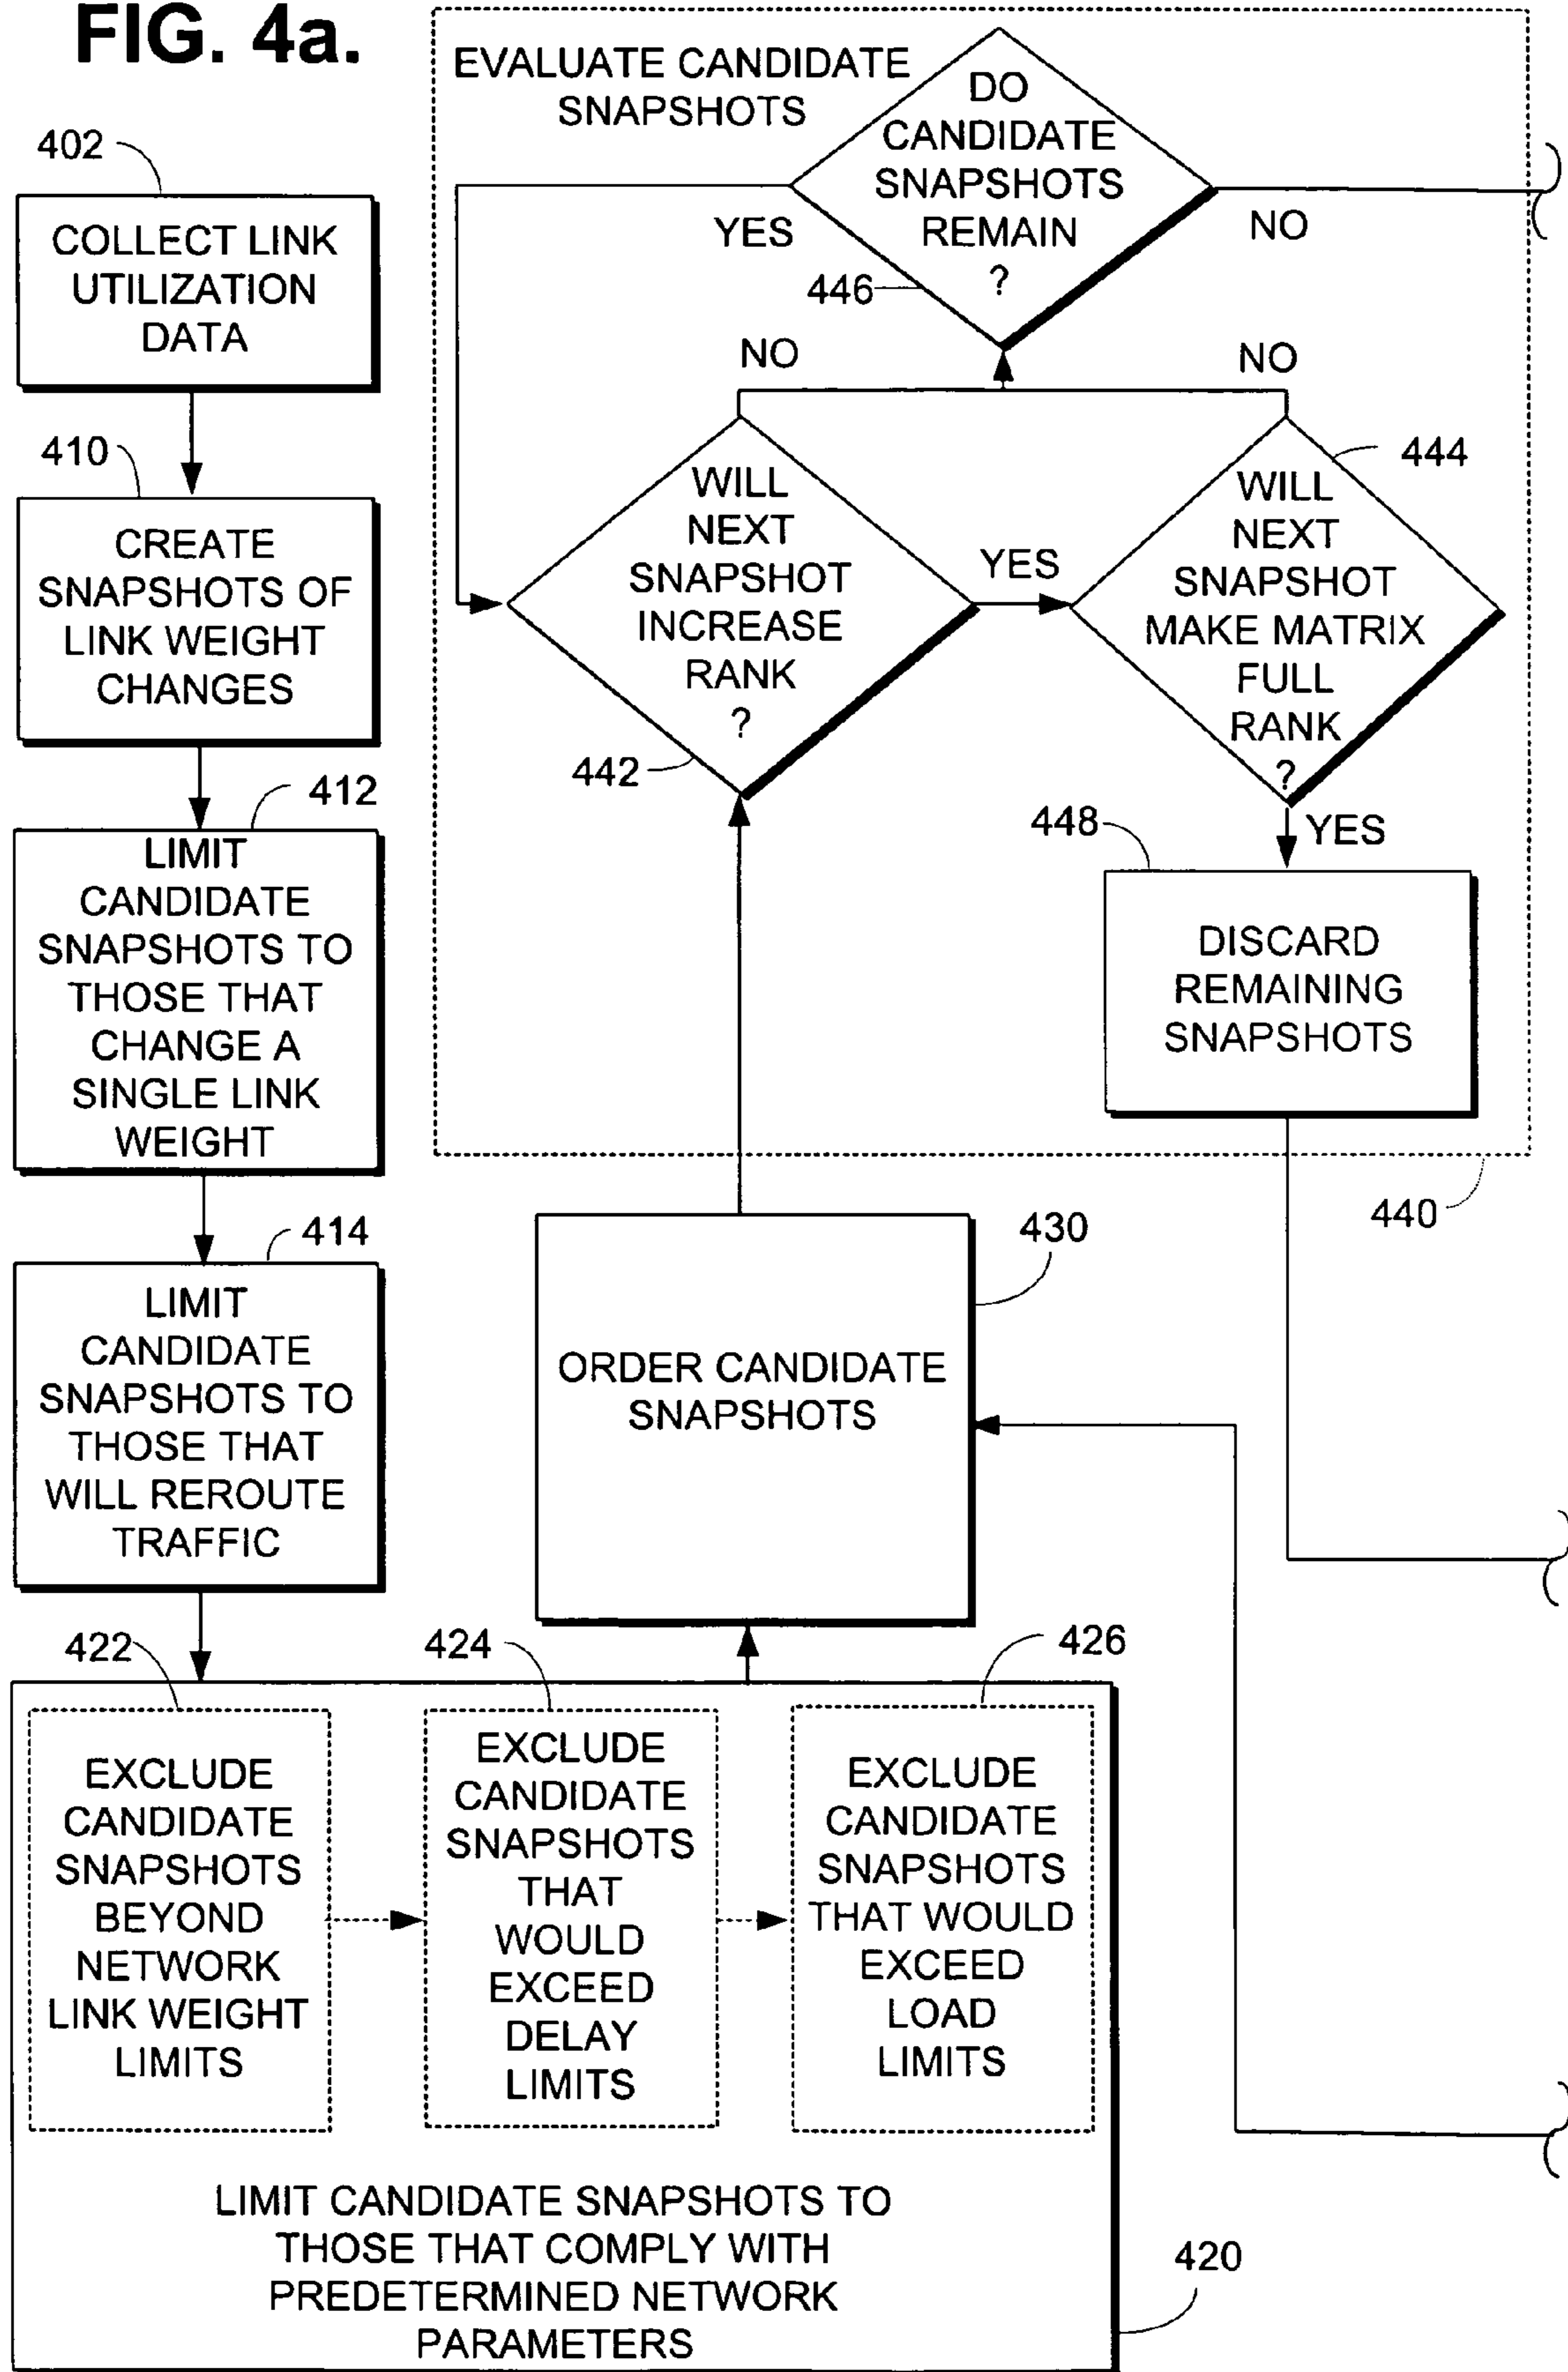 FIG. 4a.
402
COLLECT LINK
UTILIZATION
DATA
410
CREATE
SNAPSHOTS OF
LINK WEIGHT
CHANGES
412
LIMIT
CANDIDATE
SNAPSHOTS TO
THOSE THAT
CHANGE A
SINGLE LINK
WEIGHT
414
LIMIT
CANDIDATE
SNAPSHOTS TO
THOSE THAT
WILL REROUTE
TRAFFIC
422
EXCLUDE
CANDIDATE
SNAPSHOTS
BEYOND
NETWORK
LINK WEIGHT
LIMITS
424
EXCLUDE
CANDIDATE
SNAPSHOTS
THAT
WOULD
EXCEED
DELAY
LIMITS
426
EXCLUDE
CANDIDATE
SNAPSHOTS
THAT WOULD
EXCEED
LOAD
LIMITS
LIMIT CANDIDATE SNAPSHOTS TO
THOSE THAT COMPLY WITH
PREDETERMINED NETWORK
PARAMETERS
420
430
ORDER CANDIDATE
SNAPSHOTS
EVALUATE CANDIDATE
SNAPSHOTS
DO
CANDIDATE
SNAPSHOTS
REMAIN
?
446
YES
NO
NO
NO
WILL
NEXT
SNAPSHOT
INCREASE
RANK
?
442
YES
444
WILL
NEXT
SNAPSHOT
MAKE MATRIX
FULL
RANK
?
YES
448
DISCARD
REMAINING
SNAPSHOTS
440